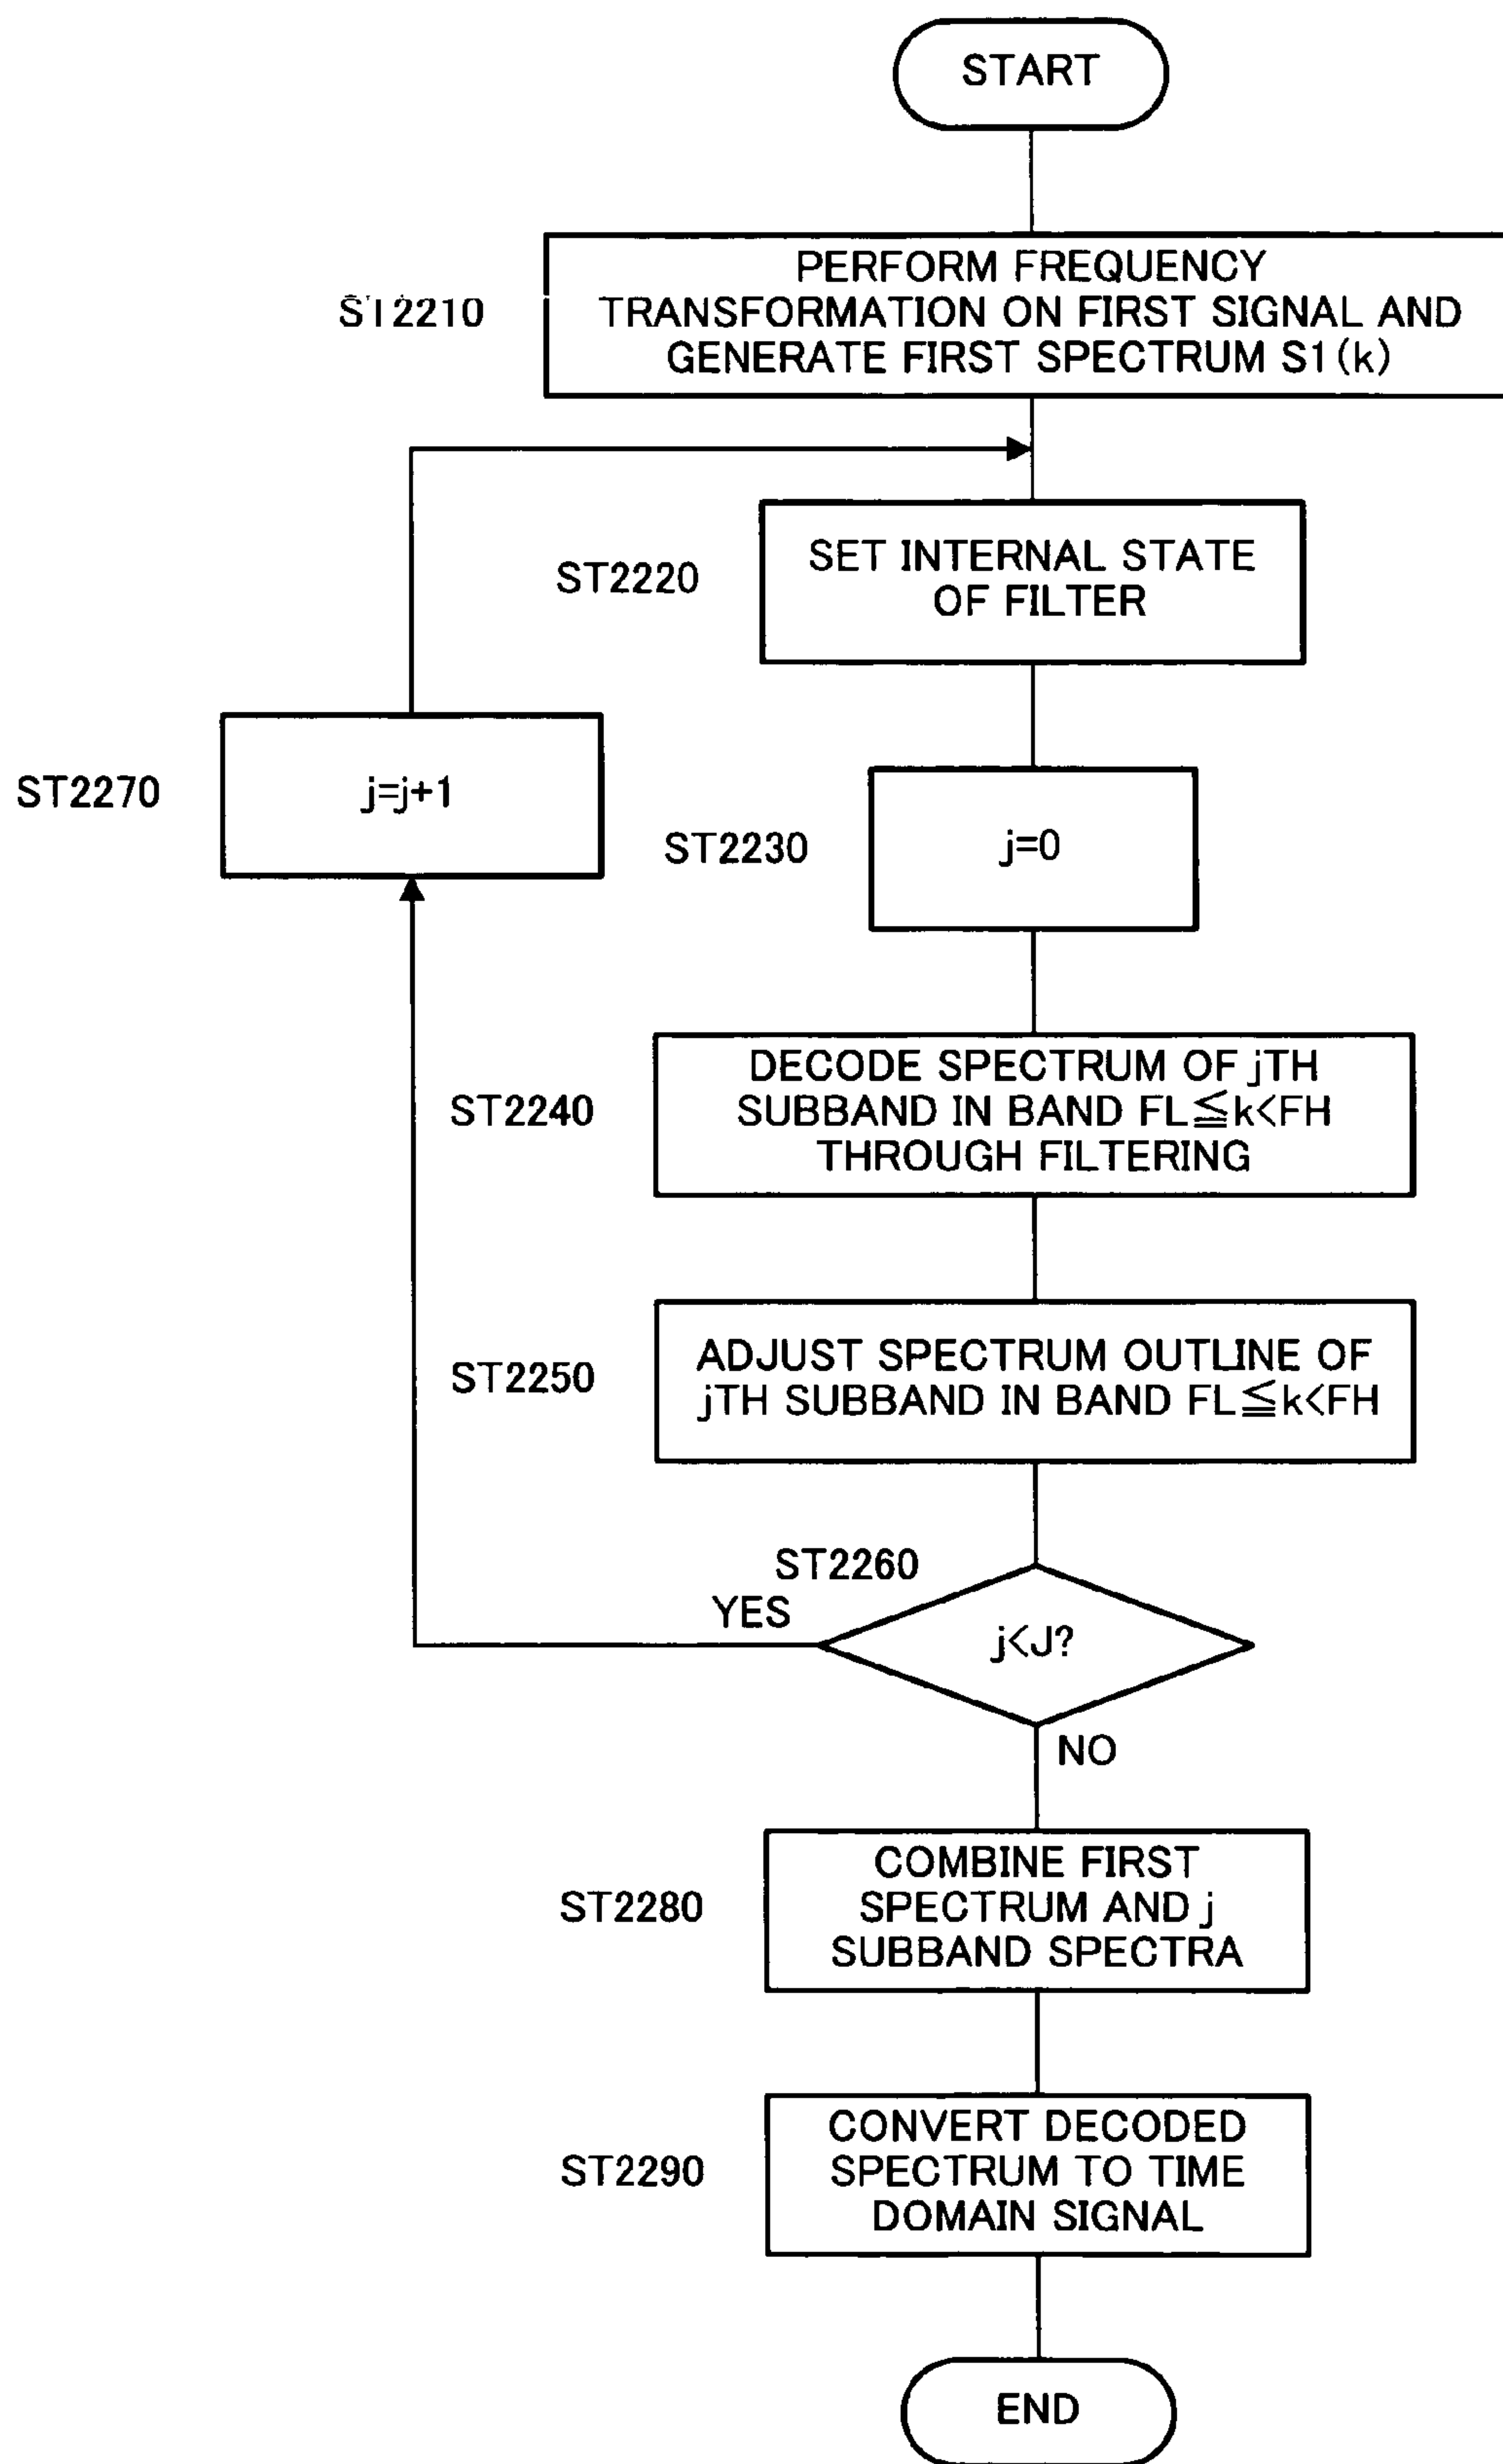 START
ST2210
PERFORM FREQUENCY
TRANSFORMATION ON FIRST SIGNAL AND
GENERATE FIRST SPECTRUM S1(k)
ST2220
SET INTERNAL STATE
OF FILTER
ST2270
j=j+1
ST2230
j=0
ST2240
DECODE SPECTRUM OF jTH
SUBBAND IN BAND FL≦k<FH
THROUGH FILTERING
ST2250
ADJUST SPECTRUM OUTLINE OF
jTH SUBBAND IN BAND FL≦k<FH
ST2260
YES
j<J?
NO
ST2280
COMBINE FIRST
SPECTRUM AND j
SUBBAND SPECTRA
ST2290
CONVERT DECODED
SPECTRUM TO TIME
DOMAIN SIGNAL
END